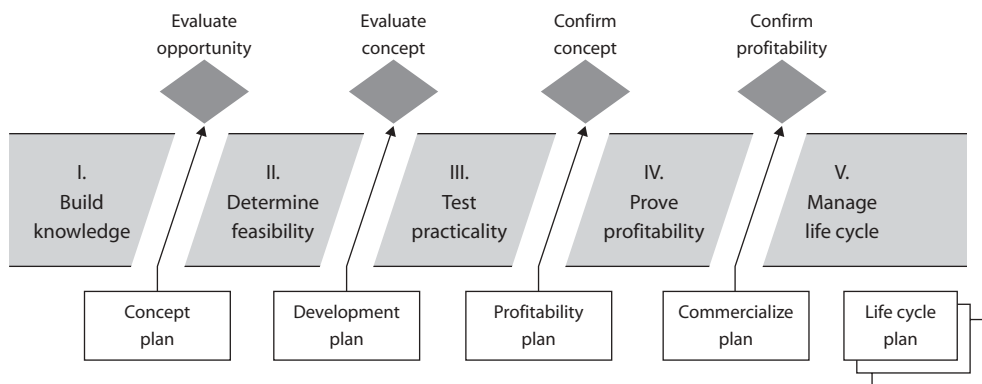 Evaluate
opportunity
Evaluate
concept
Confirm
concept
Confirm
profitability
I.
Build
knowledge
II.
Determine
feasibility
III.
Test
practicality
IV.
Prove
profitability
V.
Manage
life cycle
Concept
plan
Development
plan
Profitability
plan
Commercialize
plan
Life cycle
plan